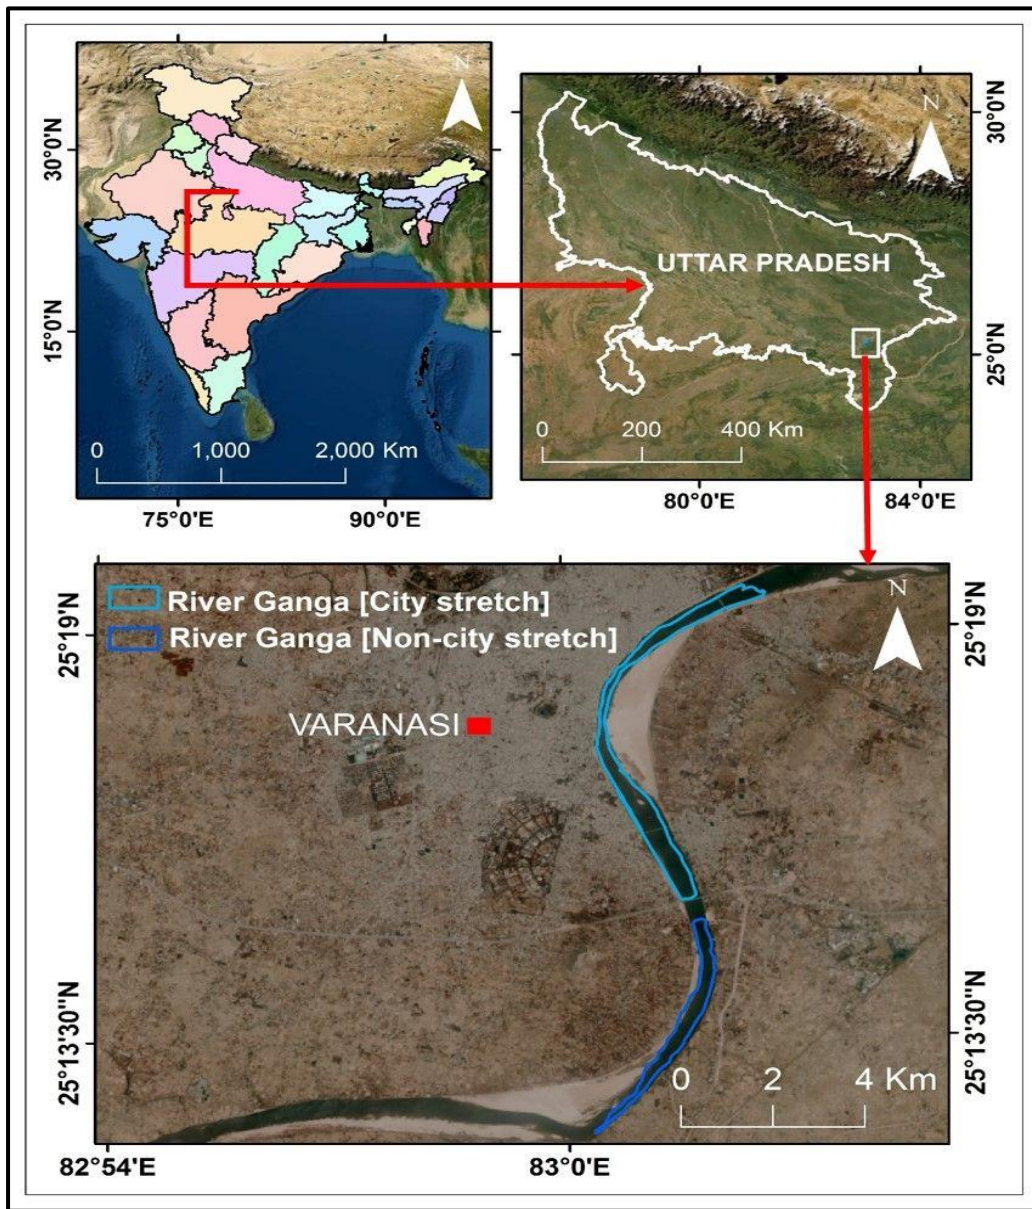 N
30°0'N
15°0'N
0 1,000 2,000 Km
75°0'E 90°0'E
N
30°0'N
UTTAR PRADESH
25°0'N
0 200 400 Km
80°0'E 84°0'E
River Ganga [City stretch]
River Ganga [Non-city stretch]
N
25°19'N
25°19'N
VARANASI
25°13'30"N
25°13'30"N
0 2 4 Km
82°54'E 83°0'E